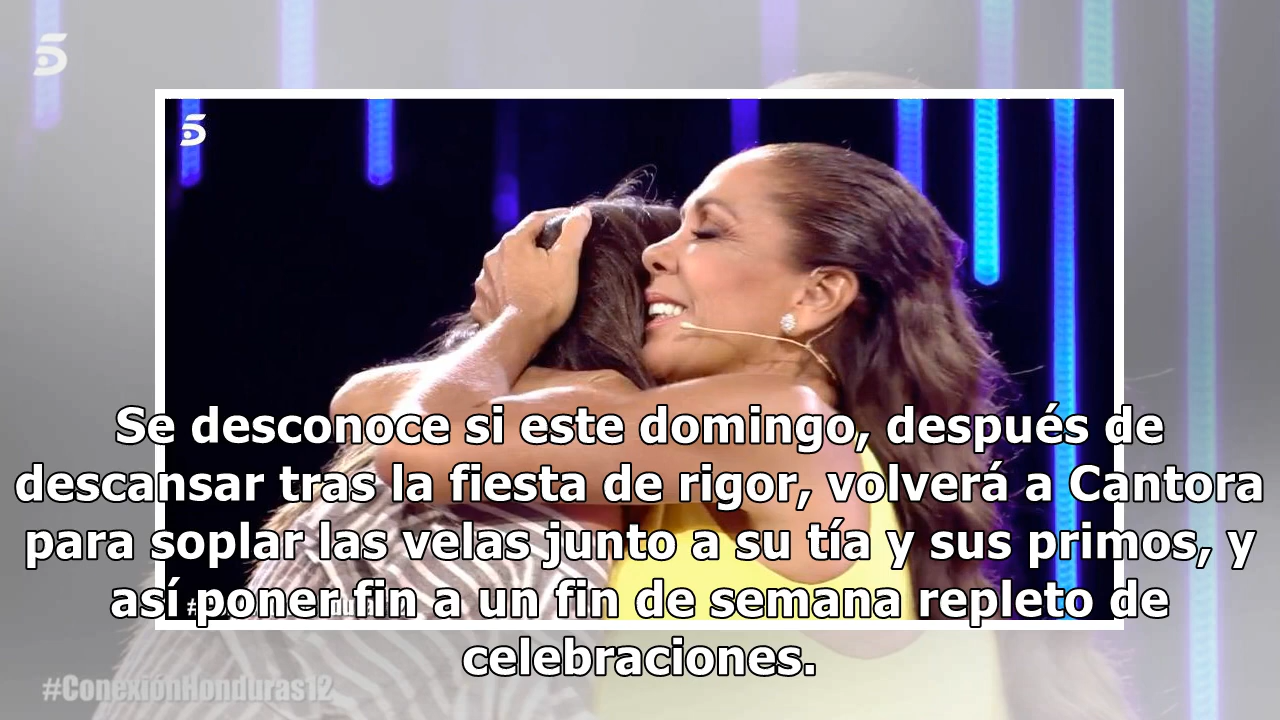 5
5
Se desconoce si este domingo, después de
descansar tras la fiesta de rigor, volverá a Cantora
para soplar las velas junto a su tía y sus primos, y
así poner fin a un fin de semana repleto de
celebraciones.
#ConexiónHonduras12